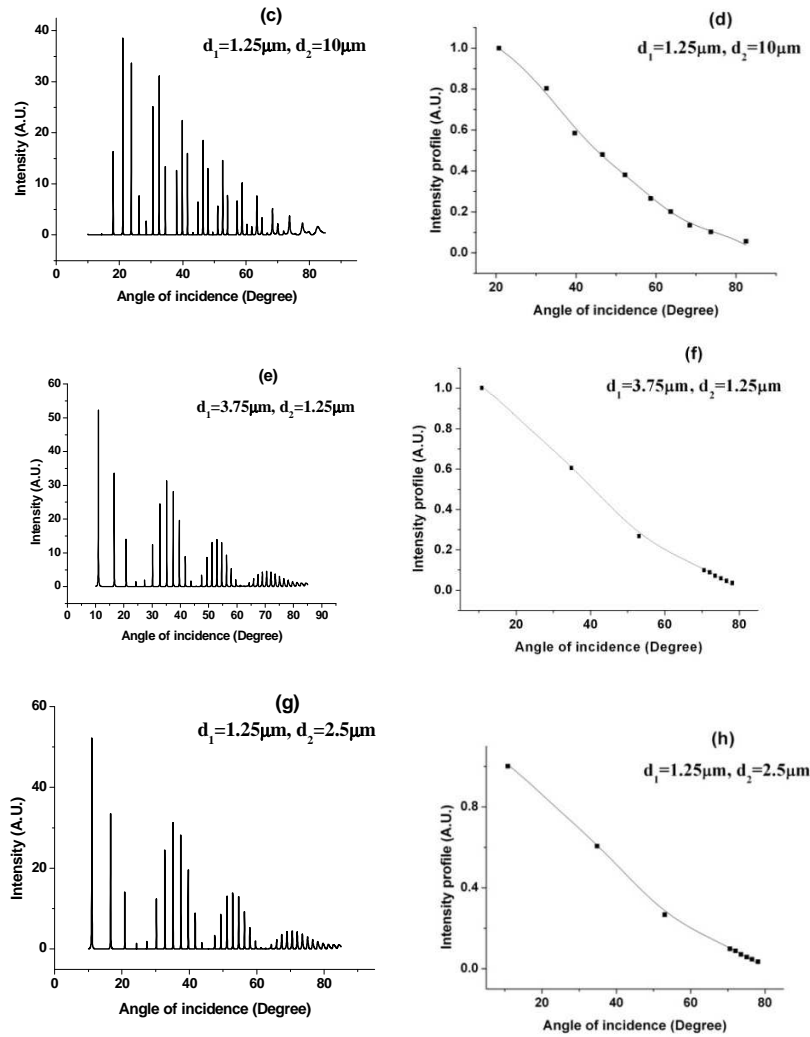 (c)
d1=1.25μm, d2=10μm
Intensity (A.U.)
40
30
20
10
0
0 20 40 60 80
Angle of incidence (Degree)
(d)
d1=1.25μm, d2=10μm
Intensity profile (A.U.)
1.0
0.8
0.6
0.4
0.2
0.0
20 40 60 80
Angle of incidence (Degree)
(e)
d1=3.75μm, d2=1.25μm
Intensity (A.U.)
60
50
40
30
20
10
0
0 10 20 30 40 50 60 70 80 90
Angle of incidence (Degree)
(f)
d1=3.75μm, d2=1.25μm
Intensity profile (A.U.)
1.0
0.8
0.6
0.4
0.2
0.0
20 40 60 80
Angle of incidence (Degree)
(g)
d1=1.25μm, d2=2.5μm
Intensity (A.U.)
60
40
20
0
0 20 40 60 80
Angle of incidence (Degree)
(h)
d1=1.25μm, d2=2.5μm
Intensity profile (A.U.)
0.8
0.4
0.0
20 40 60 80
Angle of incidence (Degree)